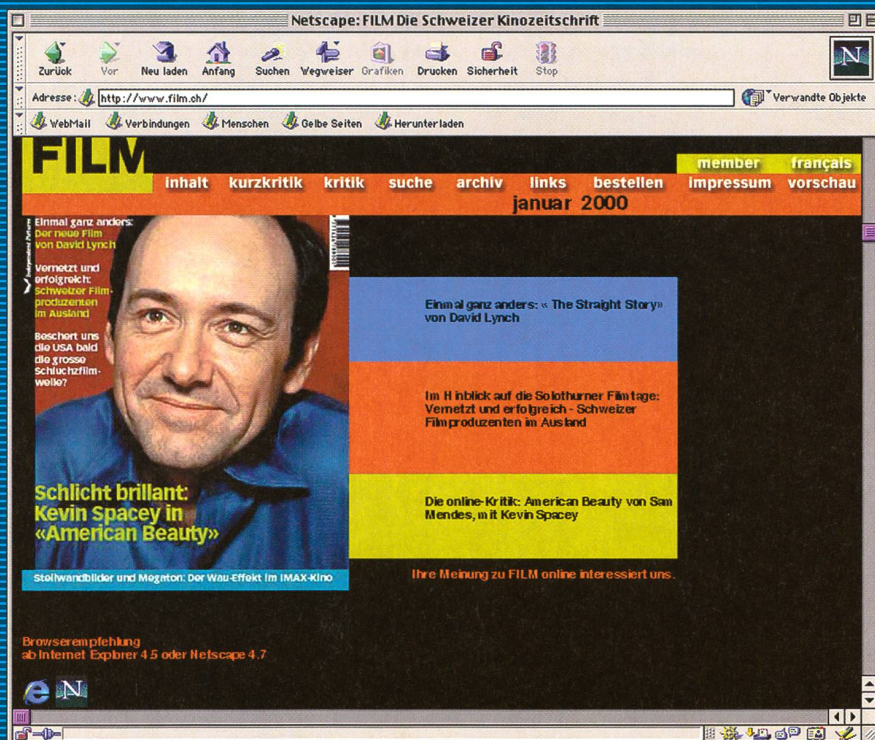 Netscape: FILM Die Schweizer Kinozeitschrift
Zurück Vor Neu laden Anfang Suchen Wegweiser Grafiken Drucken Sicherheit Stop
N
Adresse: http://www.film.ch/ Verwandte Objekte
WebMail Verbindungen Menschen Gelbe Seiten Herunterladen
FILM
member français
inhalt kurzkritik kritik suche archiv links bestellen impressum vorschau
januar 2000
Einmal ganz anders:
Der neue Film
von David Lynch
Vernetzt und
erfolgreich:
Schweizer Film-
produzenten
im Ausland
Beschert uns
die USA bald
die grosse
Schluchzfilm-
welle?
Schlicht brillant:
Kevin Spacey in
«American Beauty»
Steilwandbilder und Megaton: Der Wau-Effekt im IMAX-Kino
Einmal ganz anders: « The Straight Story»
von David Lynch
Im Hinblick auf die Solothurner Filmtage:
Vernetzt und erfolgreich - Schweizer
Filmproduzenten im Ausland
Die online-Kritik: American Beauty von Sam
Mendes, mit Kevin Spacey
Ihre Meinung zu FILM online interessiert uns.
Browserempfehlung
ab Internet Explorer 4.5 oder Netscape 4.7
N